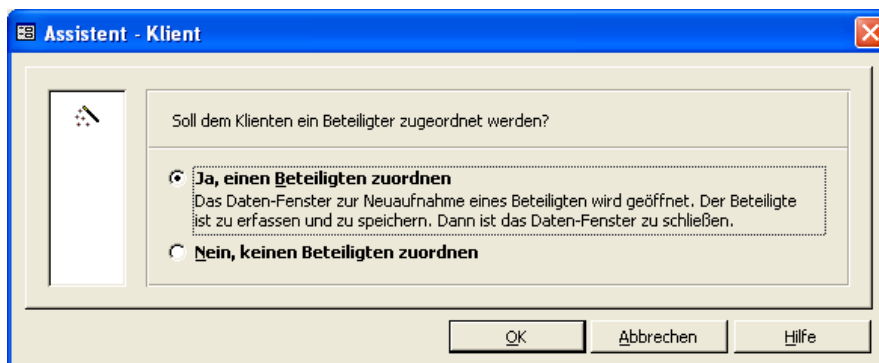 Assistent - Klient
Soll dem Klienten ein Beteiligter zugeordnet werden?
Ja, einen Beteiligten zuordnen
Das Daten-Fenster zur Neuaufnahme eines Beteiligten wird geöffnet. Der Beteiligte
ist zu erfassen und zu speichern. Dann ist das Daten-Fenster zu schließen.
Nein, keinen Beteiligten zuordnen
OK Abbrechen Hilfe